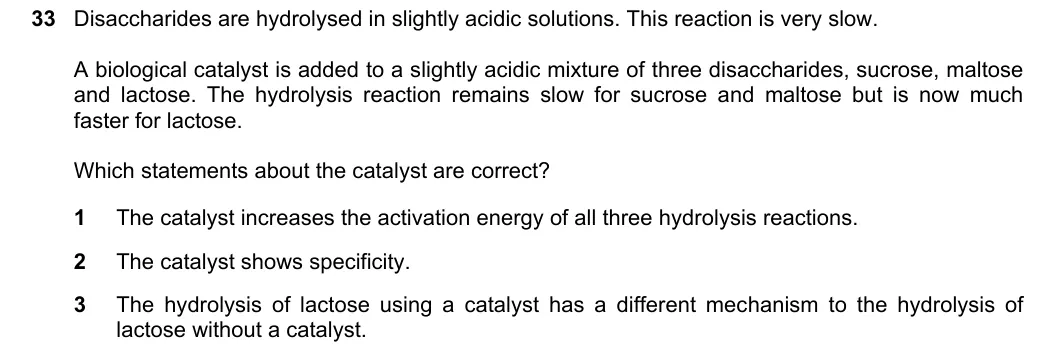 33 Disaccharides are hydrolysed in slightly acidic solutions. This reaction is very slow.
A biological catalyst is added to a slightly acidic mixture of three disaccharides, sucrose, maltose
and lactose. The hydrolysis reaction remains slow for sucrose and maltose but is now much
faster for lactose.
Which statements about the catalyst are correct?
1 The catalyst increases the activation energy of all three hydrolysis reactions.
2 The catalyst shows specificity.
3 The hydrolysis of lactose using a catalyst has a different mechanism to the hydrolysis of
lactose without a catalyst.